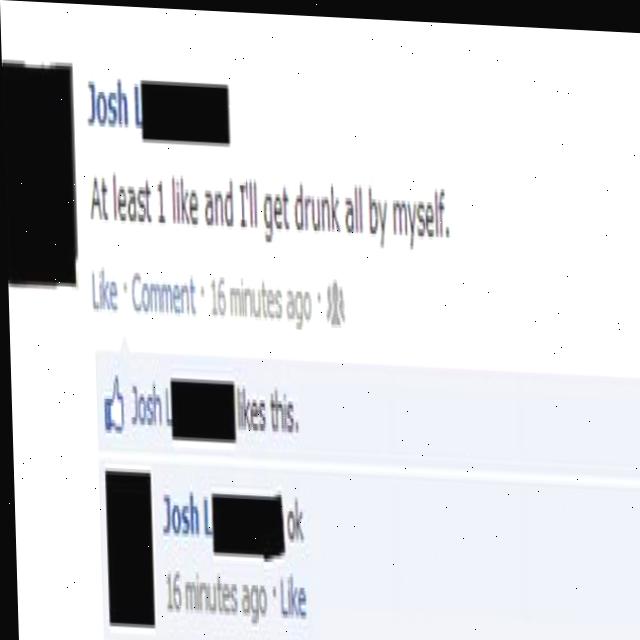 Josh L
At least 1 like and I'll get drunk all by myself.
Like · Comment · 16 minutes ago ·
Josh L likes this.
Josh L ok
16 minutes ago · Like